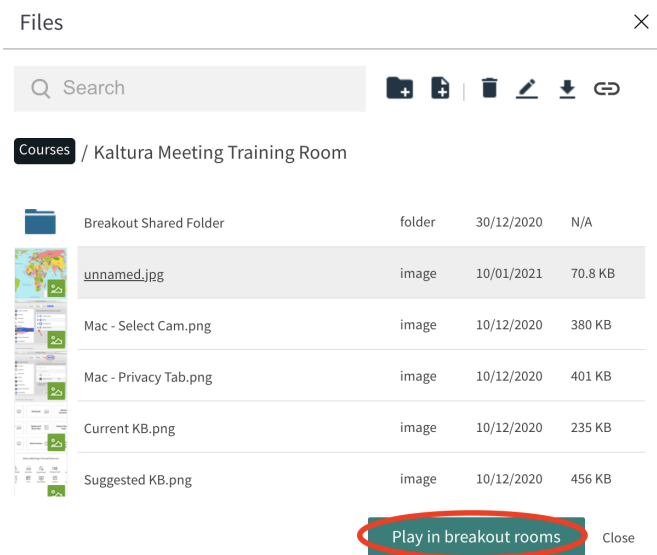 Files
Search
Courses / Kaltura Meeting Training Room
Breakout Shared Folder folder 30/12/2020 N/A
unnamed.jpg image 10/01/2021 70.8 KB
Mac - Select Cam.png image 10/12/2020 380 KB
Mac - Privacy Tab.png image 10/12/2020 401 KB
Current KB.png image 10/12/2020 235 KB
Suggested KB.png image 10/12/2020 456 KB
Play in breakout rooms Close